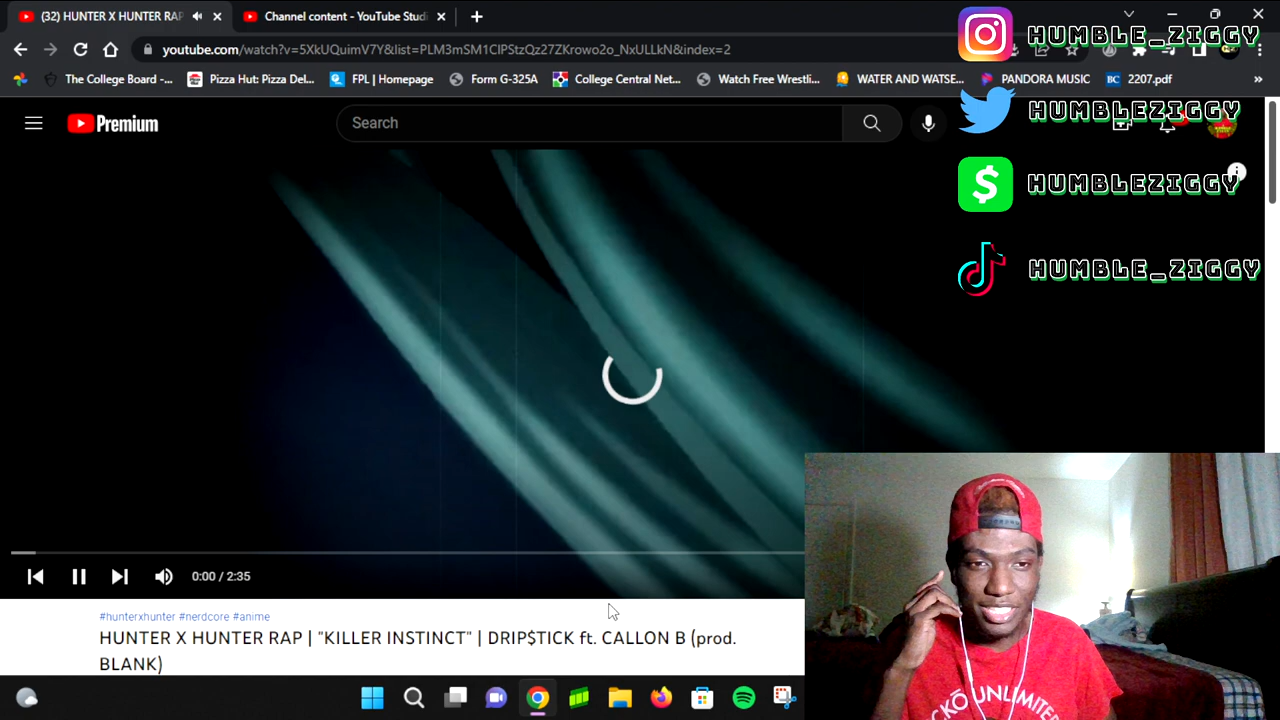 (32) HUNTER X HUNTER RAP
Channel content - YouTube Studi
HUMBLE_ZIGGY
youtube.com/watch?v=5XkUQuimV7Y&list=PLM3mSM1CIPStzQz27ZKrowo2o_NxULLkN&index=2
The College Board -...
Pizza Hut: Pizza Del...
FPL | Homepage
Form G-325A
College Central Net...
Watch Free Wrestli...
WATER AND WATSE...
PANDORA MUSIC
BC 2207.pdf
Premium
Search
HUMBLEZIGGY
HUMBLEZIGGY
HUMBLE_ZIGGY
0:00 / 2:35
#hunterxhunter #nerdcore #anime
HUNTER X HUNTER RAP | "KILLER INSTINCT" | DRIP$TICK ft. CALLON B (prod.
BLANK)
UNLIMITE